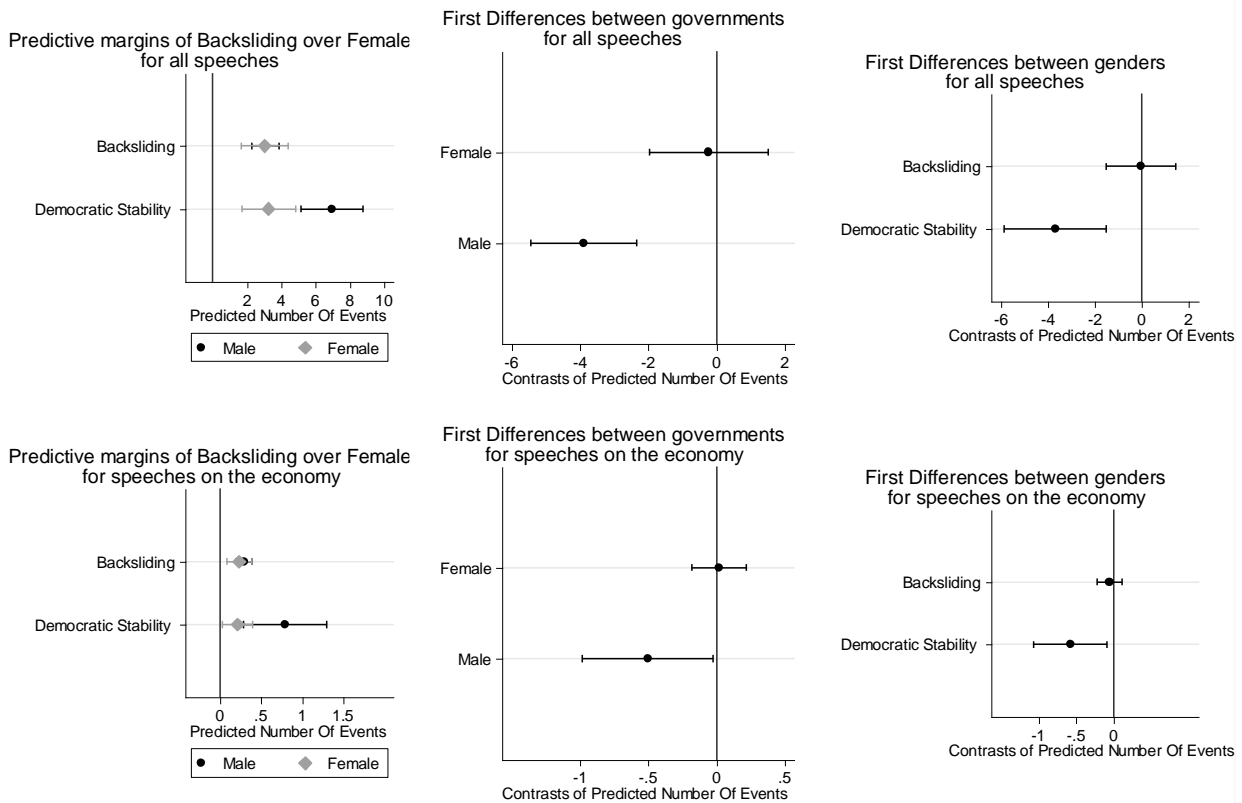 Predictive margins of Backsliding over Female
for all speeches
Backsliding
Democratic Stability
2 4 6 8 10
Predicted Number Of Events
Male Female
First Differences between governments
for all speeches
Female
Male
-6 -4 -2 0 2
Contrasts of Predicted Number Of Events
First Differences between genders
for all speeches
Backsliding
Democratic Stability
-6 -4 -2 0 2
Contrasts of Predicted Number Of Events
Predictive margins of Backsliding over Female
for speeches on the economy
Backsliding
Democratic Stability
0 .5 1 1.5
Predicted Number Of Events
Male Female
First Differences between governments
for speeches on the economy
Female
Male
-1 -.5 0 .5
Contrasts of Predicted Number Of Events
First Differences between genders
for speeches on the economy
Backsliding
Democratic Stability
-1 -.5 0
Contrasts of Predicted Number Of Events